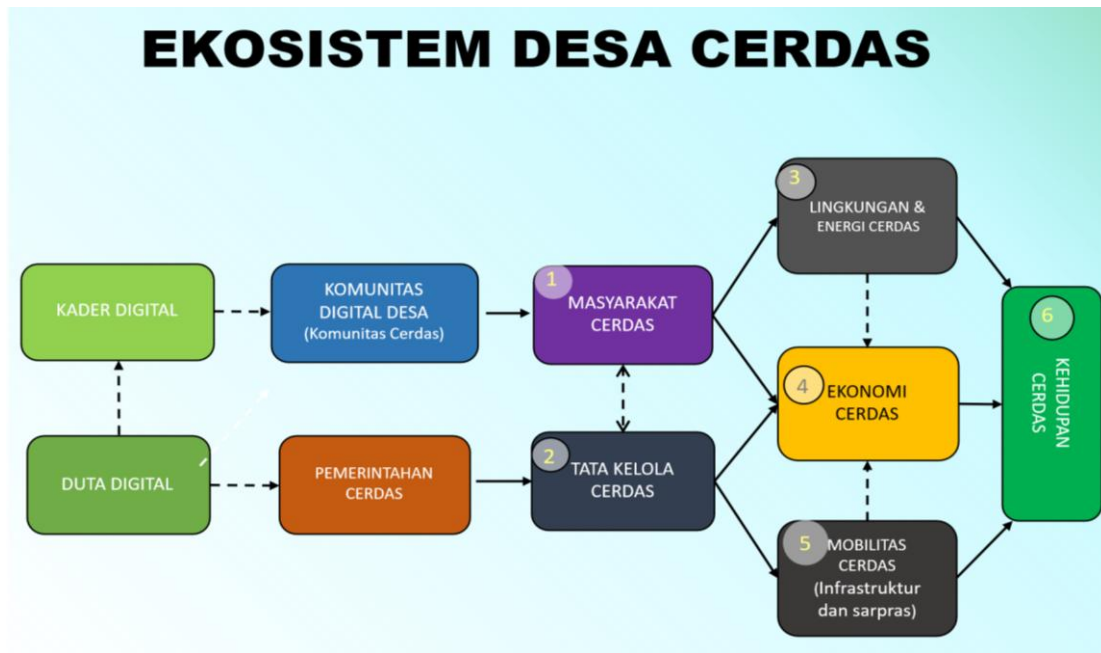 EKOSISTEM DESA CERDAS
KADER DIGITAL
KOMUNITAS
DIGITAL DESA
(Komunitas Cerdas)
1
MASYARAKAT
CERDAS
3
LINGKUNGAN &
ENERGI CERDAS
DUTA DIGITAL
PEMERINTAHAN
CERDAS
2
TATA KELOLA
CERDAS
4
EKONOMI
CERDAS
5
MOBILITAS
CERDAS
(Infrastruktur
dan sarpras)
6
KEHIDUPAN
CERDAS